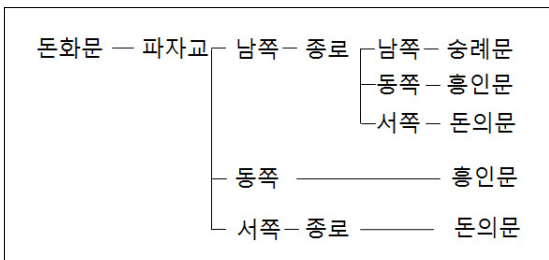 돈화문 — 파자교 남쪽 — 종로 남쪽 — 숭례문
동쪽 — 흥인문
서쪽 — 돈의문
동쪽 — 흥인문
서쪽 — 종로 — 돈의문